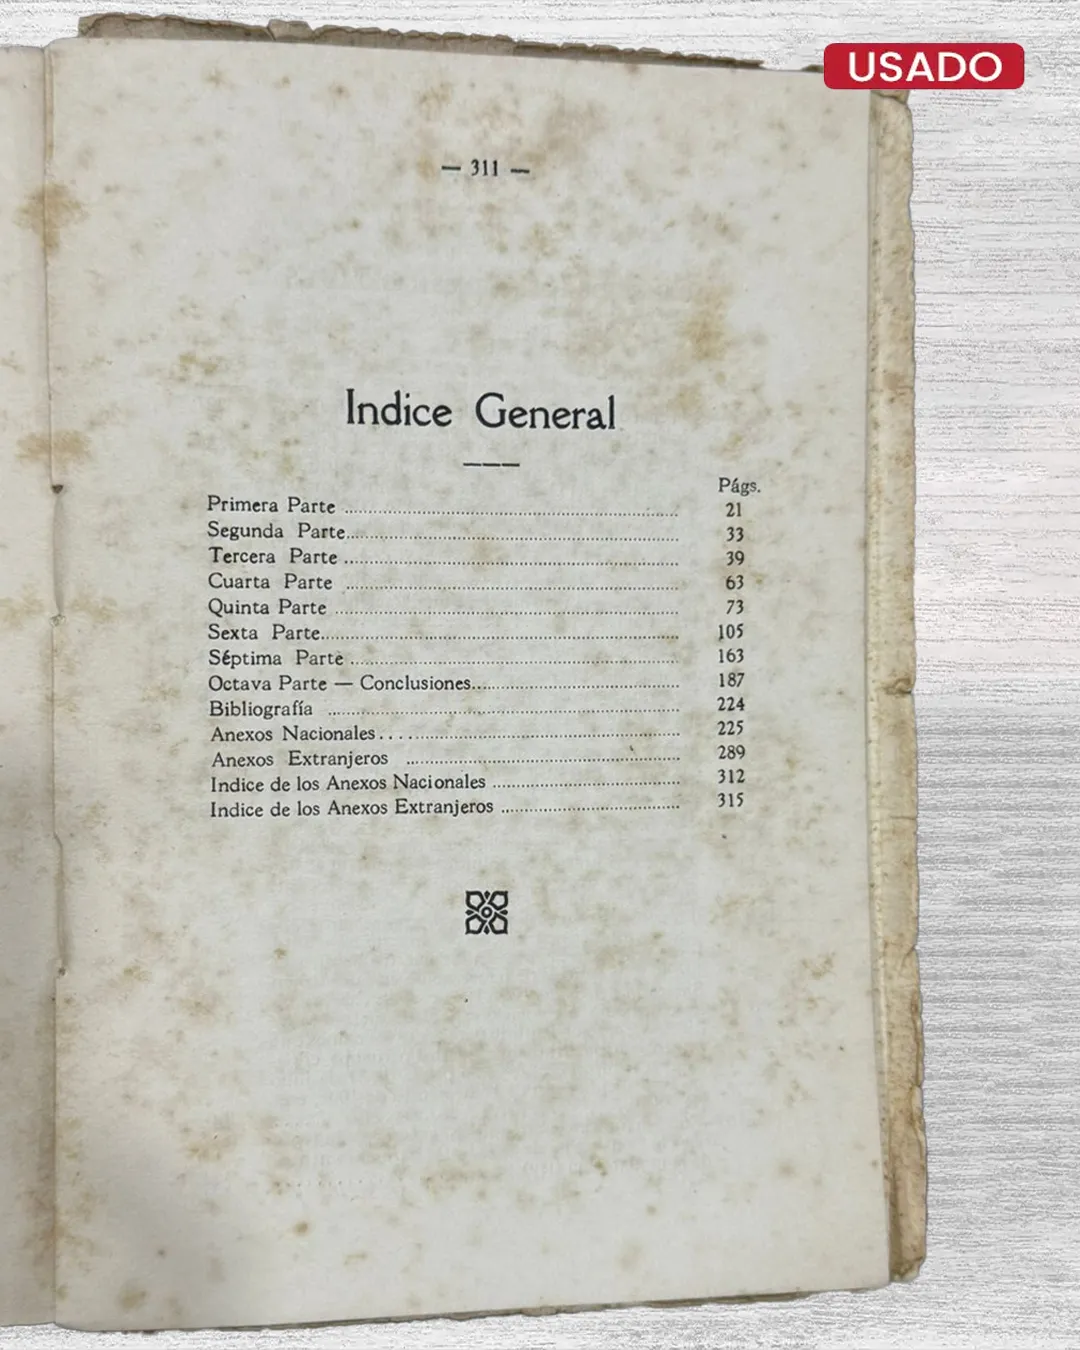 USADO
— 311 —
Indice General
Págs.
Primera Parte ........ 21
Segunda Parte ........ 33
Tercera Parte ........ 39
Cuarta Parte ........ 63
Quinta Parte ........ 73
Sexta Parte ........ 105
Séptima Parte ........ 163
Octava Parte — Conclusiones ........ 187
Bibliografía ........ 224
Anexos Nacionales ........ 225
Anexos Extranjeros ........ 289
Indice de los Anexos Nacionales ........ 312
Indice de los Anexos Extranjeros ........ 315